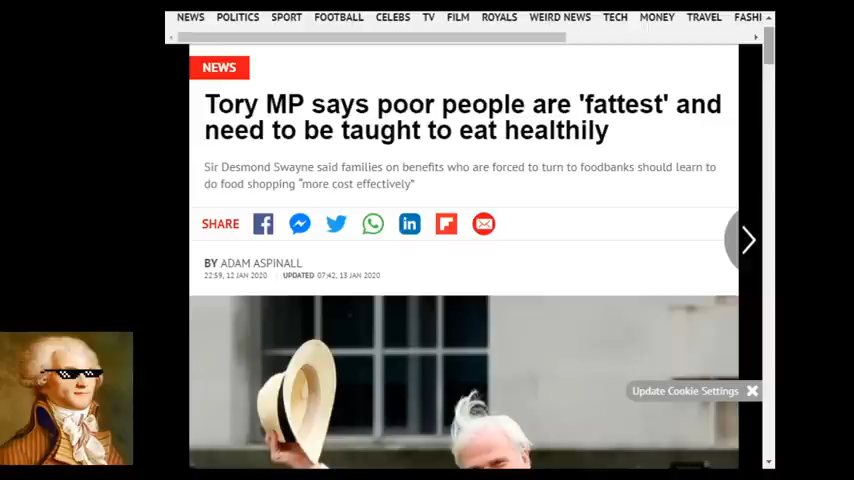 NEWS POLITICS SPORT FOOTBALL CELEBS TV FILM ROYALS WEIRD NEWS TECH MONEY TRAVEL FASHI
NEWS
Tory MP says poor people are 'fattest' and
need to be taught to eat healthily
Sir Desmond Swayne said families on benefits who are forced to turn to foodbanks should learn to
do food shopping “more cost effectively”
SHARE
BY ADAM ASPINALL
22:59, 12 JAN 2020 UPDATED 07:42, 13 JAN 2020
Update Cookie Settings